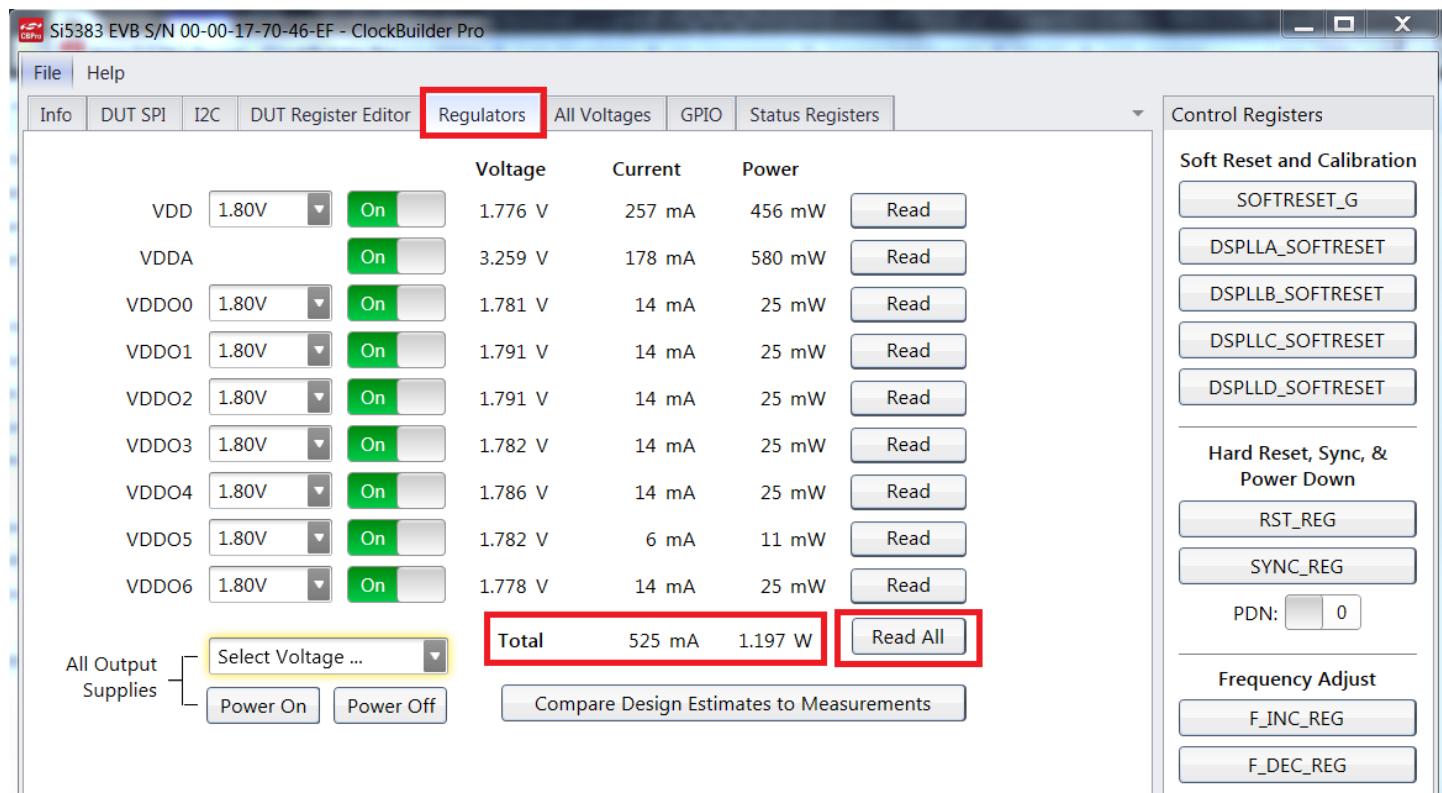 CBPro Si5383 EVB S/N 00-00-17-70-46-EF - ClockBuilder Pro
File Help
Info DUT SPI I2C DUT Register Editor Regulators All Voltages GPIO Status Registers
Voltage Current Power
VDD 1.80V On 1.776 V 257 mA 456 mW Read
VDDA On 3.259 V 178 mA 580 mW Read
VDDO0 1.80V On 1.781 V 14 mA 25 mW Read
VDDO1 1.80V On 1.791 V 14 mA 25 mW Read
VDDO2 1.80V On 1.791 V 14 mA 25 mW Read
VDDO3 1.80V On 1.782 V 14 mA 25 mW Read
VDDO4 1.80V On 1.786 V 14 mA 25 mW Read
VDDO5 1.80V On 1.782 V 6 mA 11 mW Read
VDDO6 1.80V On 1.778 V 14 mA 25 mW Read
Total 525 mA 1.197 W Read All
All Output
Supplies
Select Voltage ...
Power On Power Off
Compare Design Estimates to Measurements
Control Registers
Soft Reset and Calibration
SOFTRESET_G
DSPLLA_SOFTRESET
DSPLLB_SOFTRESET
DSPLLC_SOFTRESET
DSPLLD_SOFTRESET
Hard Reset, Sync, &
Power Down
RST_REG
SYNC_REG
PDN: 0
Frequency Adjust
F_INC_REG
F_DEC_REG